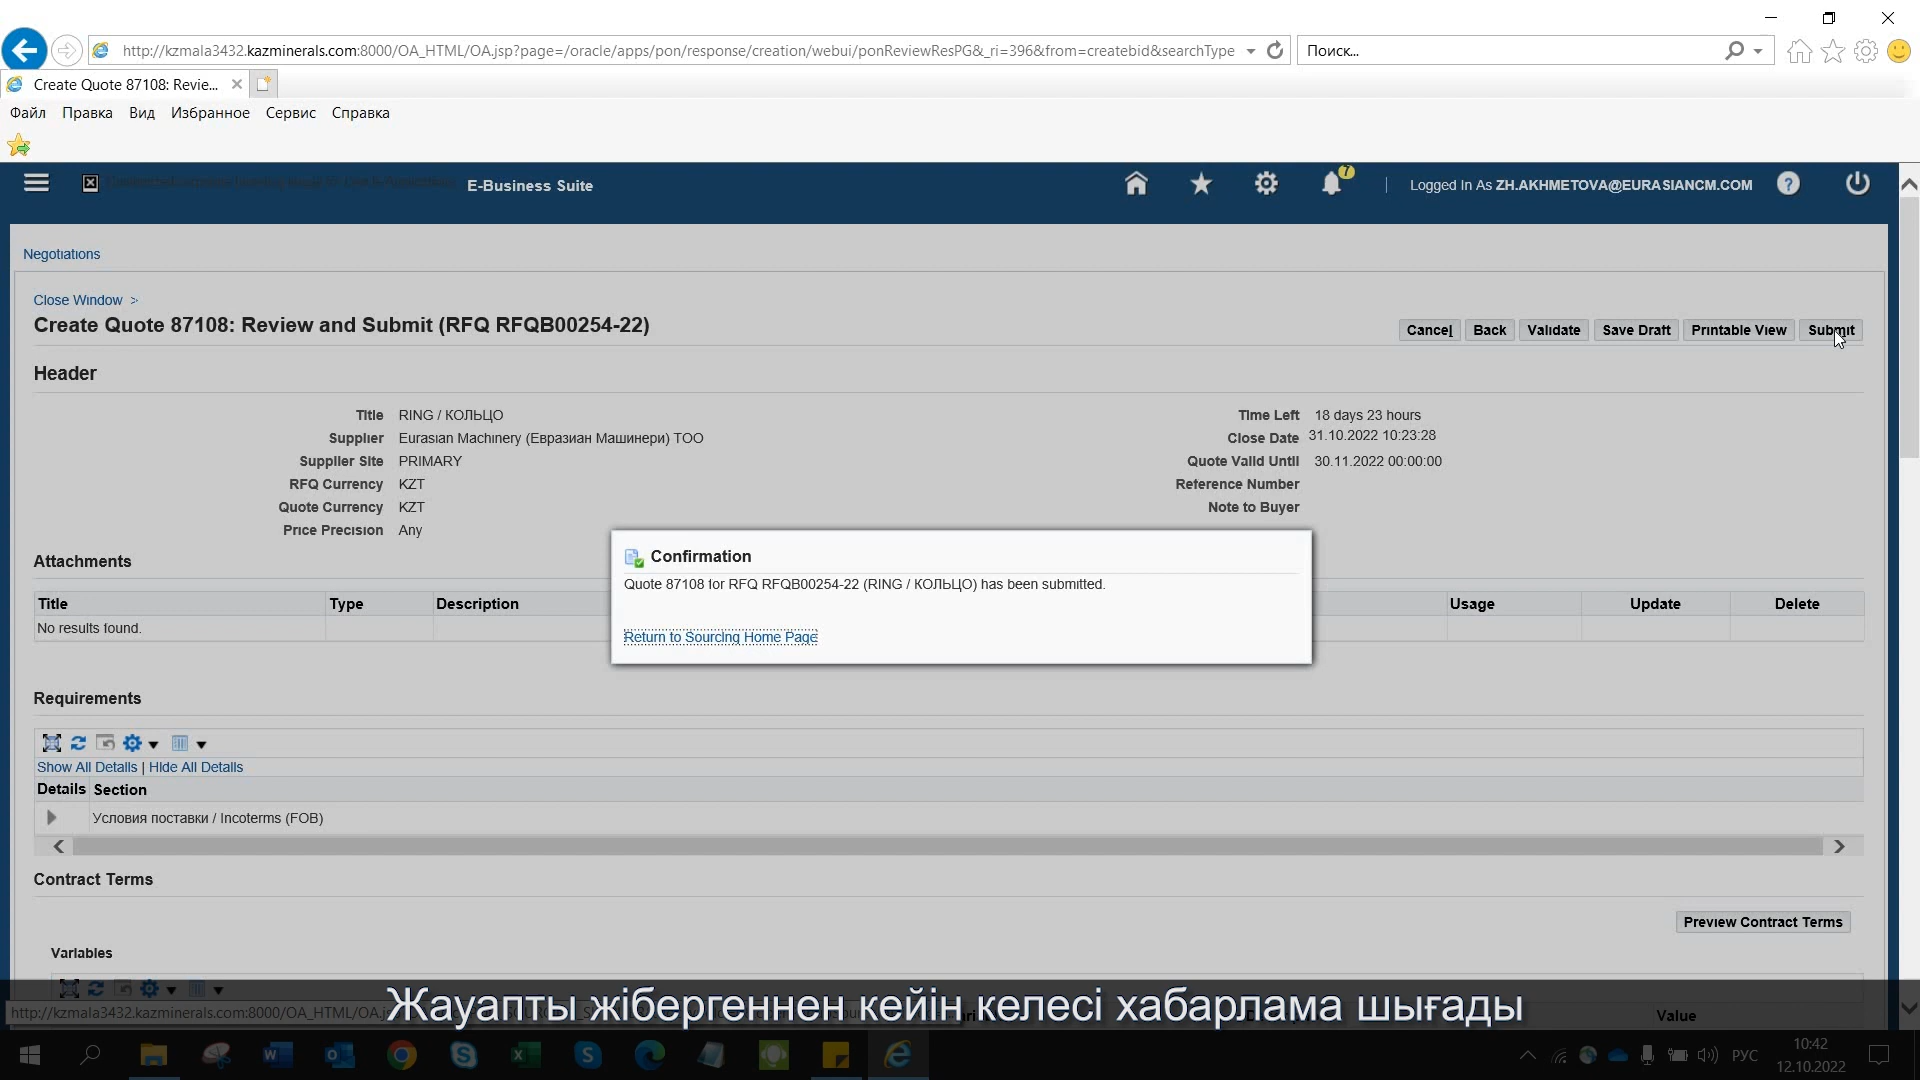 http://kzmala3432.kazminerals.com:8000/OA_HTML/OA.jsp?page=/oracle/apps/pon/response/creation/webui/ponReviewResPG&_ri=396&from=createbid&searchType
Поиск...
Create Quote 87108: Revie...
Файл Правка Вид Избранное Сервис Справка
E-Business Suite
7
Logged In As ZH.AKHMETOVA@EURASIANCM.COM
Negotiations
Close Window >
Create Quote 87108: Review and Submit (RFQ RFQB00254-22)
Cancel Back Validate Save Draft Printable View Submit
Header
Title RING / КОЛЬЦО
Supplier Eurasian Machinery (Евразиан Машинери) ТОО
Supplier Site PRIMARY
RFQ Currency KZT
Quote Currency KZT
Price Precision Any
Time Left 18 days 23 hours
Close Date 31.10.2022 10:23:28
Quote Valid Until 30.11.2022 00:00:00
Reference Number
Note to Buyer
Confirmation
Quote 87108 for RFQ RFQB00254-22 (RING / КОЛЬЦО) has been submitted.
Return to Sourcing Home Page
Attachments
Title Type Description Usage Update Delete
No results found.
Requirements
Show All Details | Hide All Details
Details Section
Условия поставки / Incoterms (FOB)
Contract Terms
Preview Contract Terms
Variables
Value
http://kzmala3432.kazminerals.com:8000/OA_HTML/OA.j
Жауапты жібергеннен кейін келесі хабарлама шығады
РУС
10:42
12.10.2022